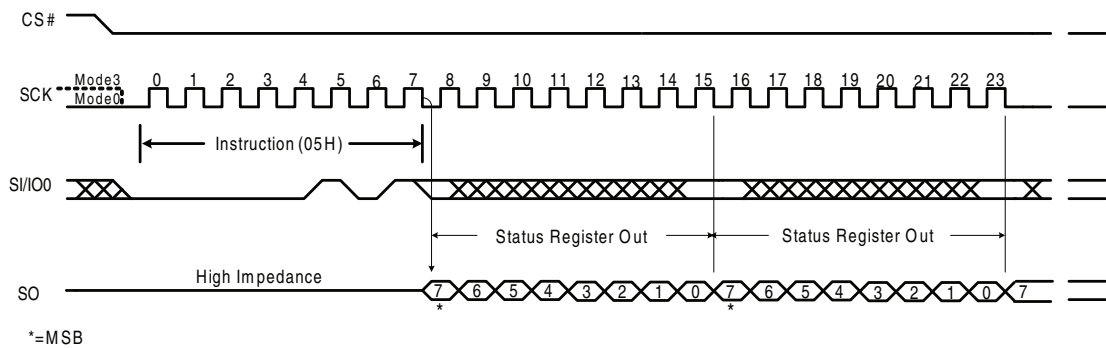 CS#
SCK Mode3 0 1 2 3 4 5 6 7 8 9 10 11 12 13 14 15 16 17 18 19 20 21 22 23
Mode0
Instruction (05H)
SI/IO0
Status Register Out Status Register Out
High Impedance
SO 7 6 5 4 3 2 1 0 7 6 5 4 3 2 1 0 7
* *
*=MSB